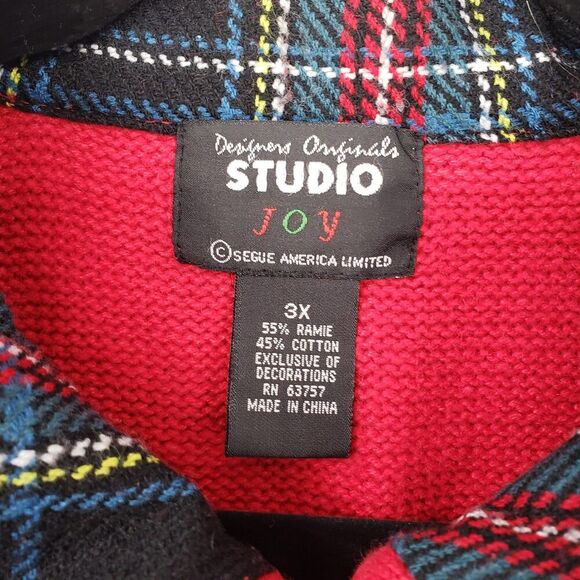 Designers Originals
STUDIO
JOY
©SEGUE AMERICA LIMITED
3X
55% RAMIE
45% COTTON
EXCLUSIVE OF
DECORATIONS
RN 63757
MADE IN CHINA